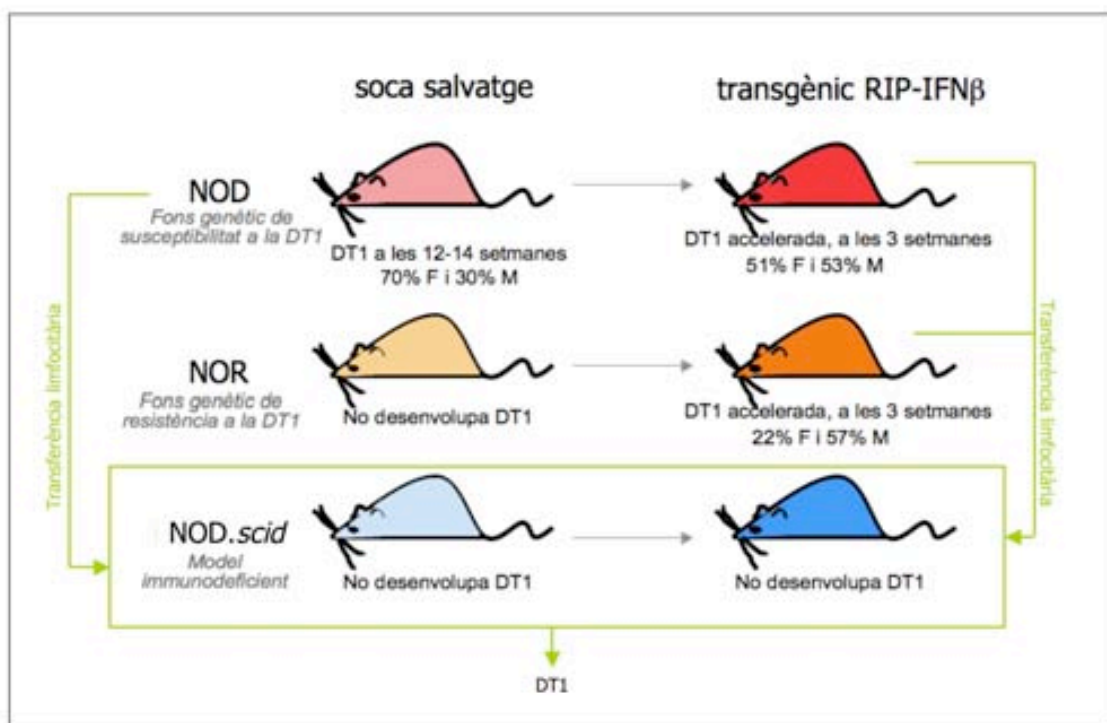 soca salvatge
transgènic RIP-IFNβ
NOD
Fons genètic de
susceptibilitat a la DT1
DT1 a les 12-14 setmanes
70% F i 30% M
DT1 accelerada, a les 3 setmanes
51% F i 53% M
NOR
Fons genètic de
resistència a la DT1
No desenvolupa DT1
DT1 accelerada, a les 3 setmanes
22% F i 57% M
NOD.scid
Model
immunodeficient
No desenvolupa DT1
No desenvolupa DT1
Transferència limfocitària
Transferència limfocitària
DT1